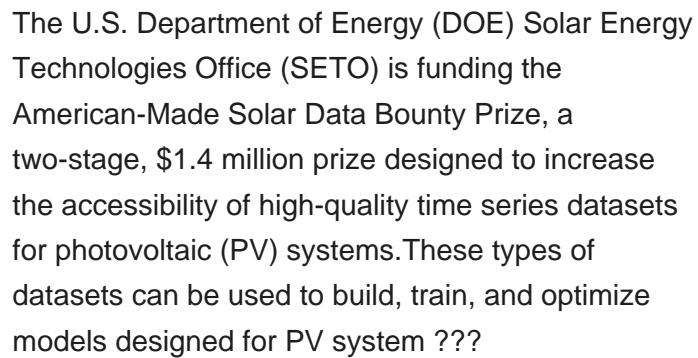 The U.S. Department of Energy (DOE) Solar Energy
Technologies Office (SETO) is funding the
American-Made Solar Data Bounty Prize, a
two-stage, $1.4 million prize designed to increase
the accessibility of high-quality time series datasets
for photovoltaic (PV) systems.These types of
datasets can be used to build, train, and optimize
models designed for PV system ???